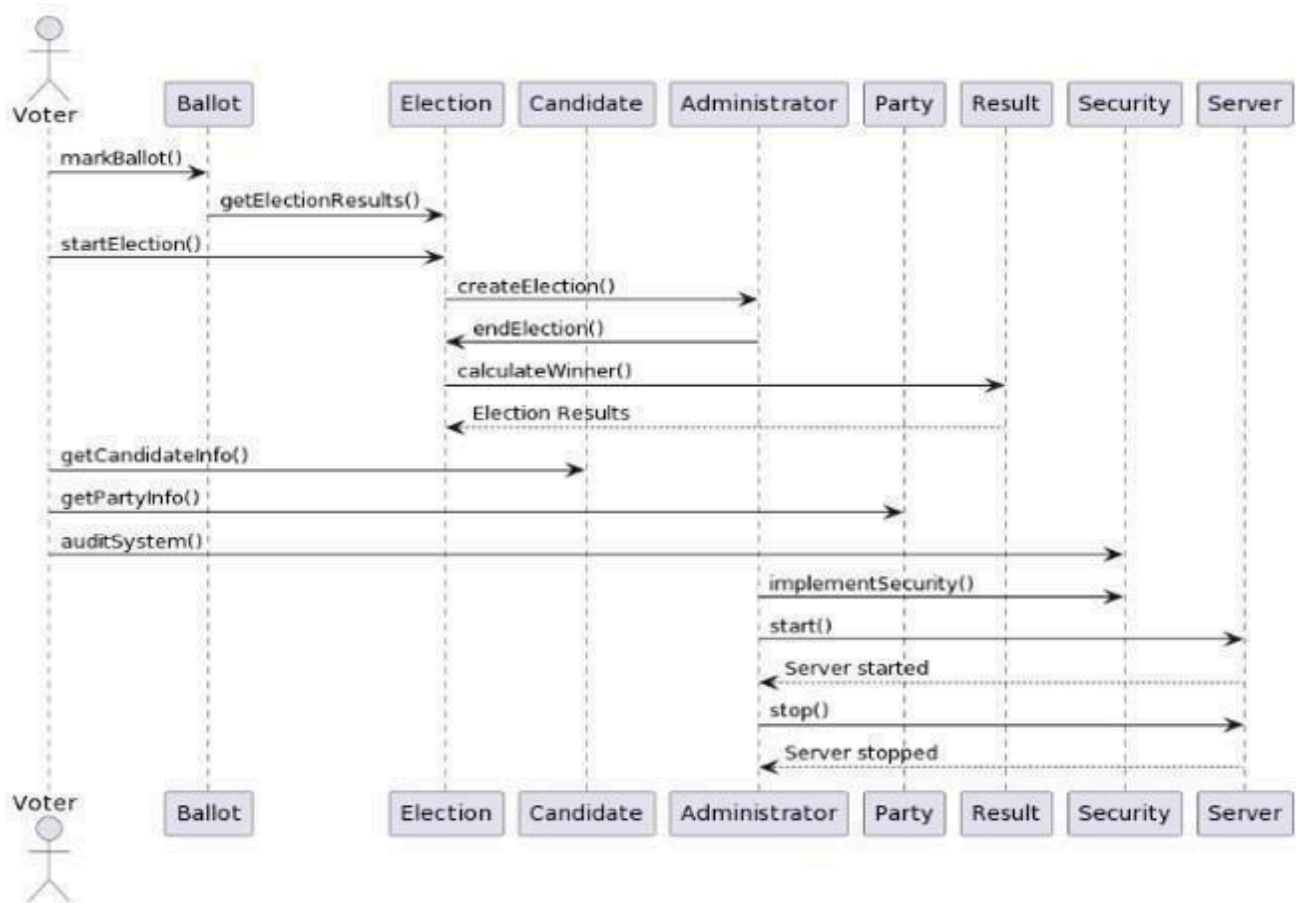 Voter
Ballot
Election
Candidate
Administrator
Party
Result
Security
Server
markBallot()
getElectionResults()
startElection()
createElection()
endElection()
calculateWinner()
Election Results
getCandidateInfo()
getPartyInfo()
auditSystem()
implementSecurity()
start()
Server started
stop()
Server stopped
Voter
Ballot
Election
Candidate
Administrator
Party
Result
Security
Server